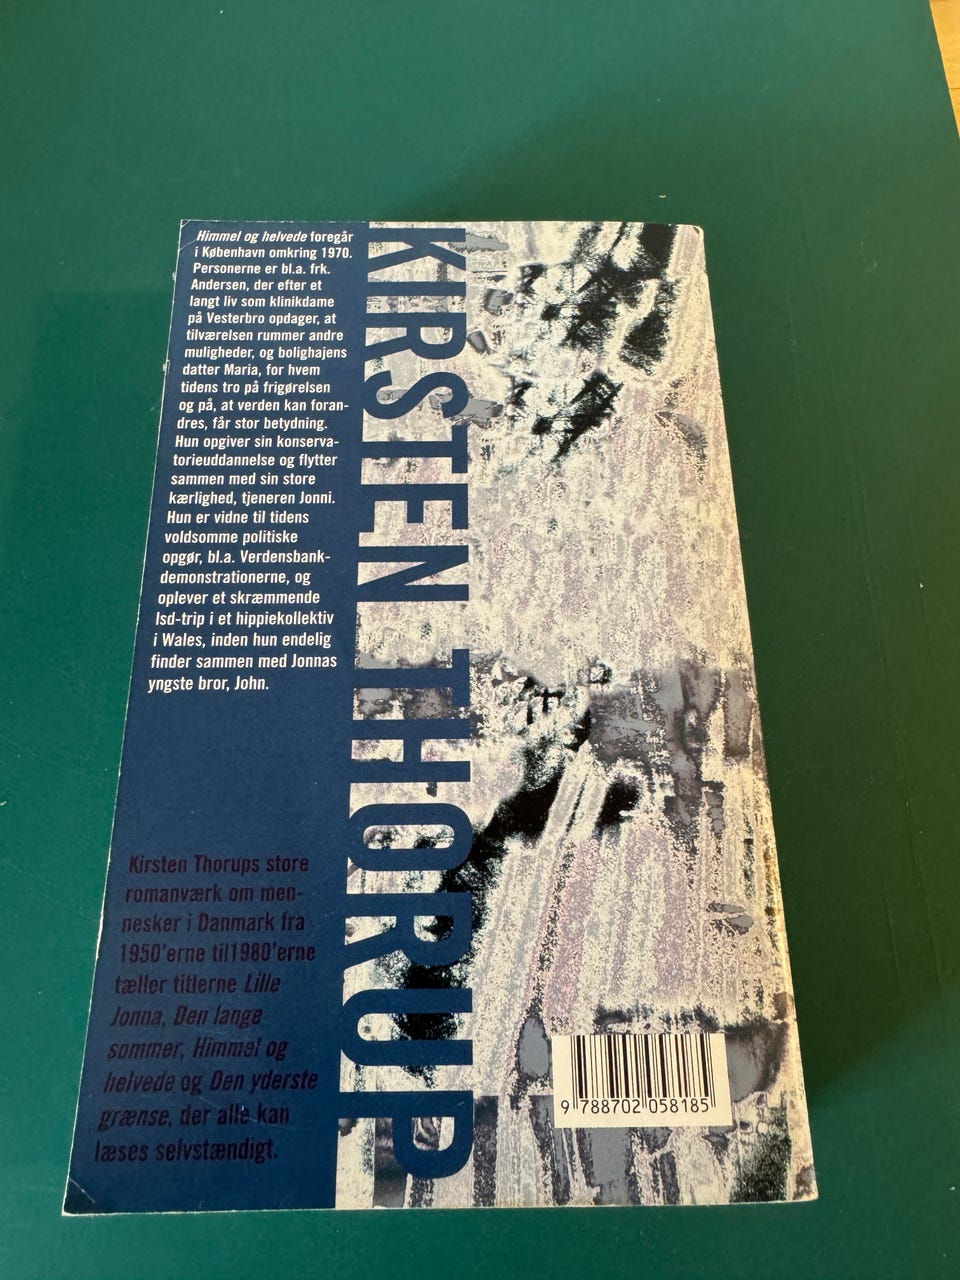 Himmel og helvede foregår
i København omkring 1970.
Personerne er bl.a. frk.
Andersen, der efter et
langt liv som klinikdame
på Vesterbro opdager, at
tilværelsen rummer andre
muligheder, og bolighajens
datter Maria, for hvem
tidens tro på frigørelsen
og på, at verden kan foran-
dres, får stor betydning.
Hun opgiver sin konserva-
torieuddannelse og flytter
sammen med sin store
kærlighed, tjeneren Jonni.
Hun er vidne til tidens
voldsomme politiske
opgør, bl.a. Verdensbank-
demonstrationerne, og
oplever et skræmmende
lsd-trip i et hippiekollektiv
i Wales, inden hun endelig
finder sammen med Jonnas
yngste bror, John.
Kirsten Thorups store
romanværk om men-
nesker i Danmark fra
1950'erne til1980'erne
tæller titlerne Lille
Jonna, Den lange
sommer, Himmel og
helvede og Den yderste
grænse, der alle kan
læses selvstændigt.
KIRSTEN THORUP
9 788702 058185